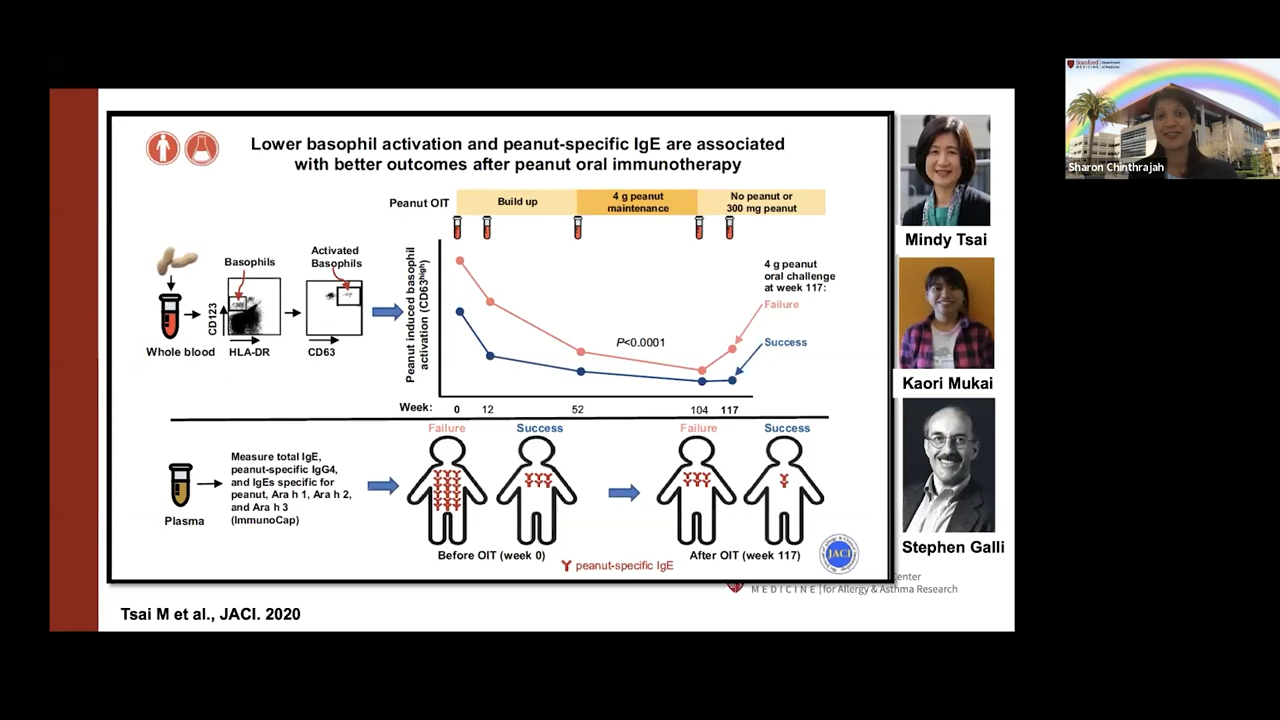 Lower basophil activation and peanut-specific IgE are associated
with better outcomes after peanut oral immunotherapy
Peanut OIT
Build up
4 g peanut
maintenance
No peanut or
300 mg peanut
Basophils
Activated
Basophils
CD123
Whole blood
HLA-DR
CD63
Peanut induced basophil
activation (CD63high)
P<0.0001
4 g peanut
oral challenge
at week 117:
Failure
Success
Week:
0
12
52
104
117
Failure
Success
Failure
Success
Measure total IgE,
peanut-specific IgG4,
and IgEs specific for
peanut, Ara h 1, Ara h 2,
and Ara h 3
(ImmunoCap)
Plasma
Before OIT (week 0)
After OIT (week 117)
peanut-specific IgE
JACI
Mindy Tsai
Kaori Mukai
Stephen Galli
enter
MEDICINE | for Allergy & Asthma Research
Tsai M et al., JACI. 2020
Stanford
MEDICINE
Department
of Medicine
Sharon Chinthrajah